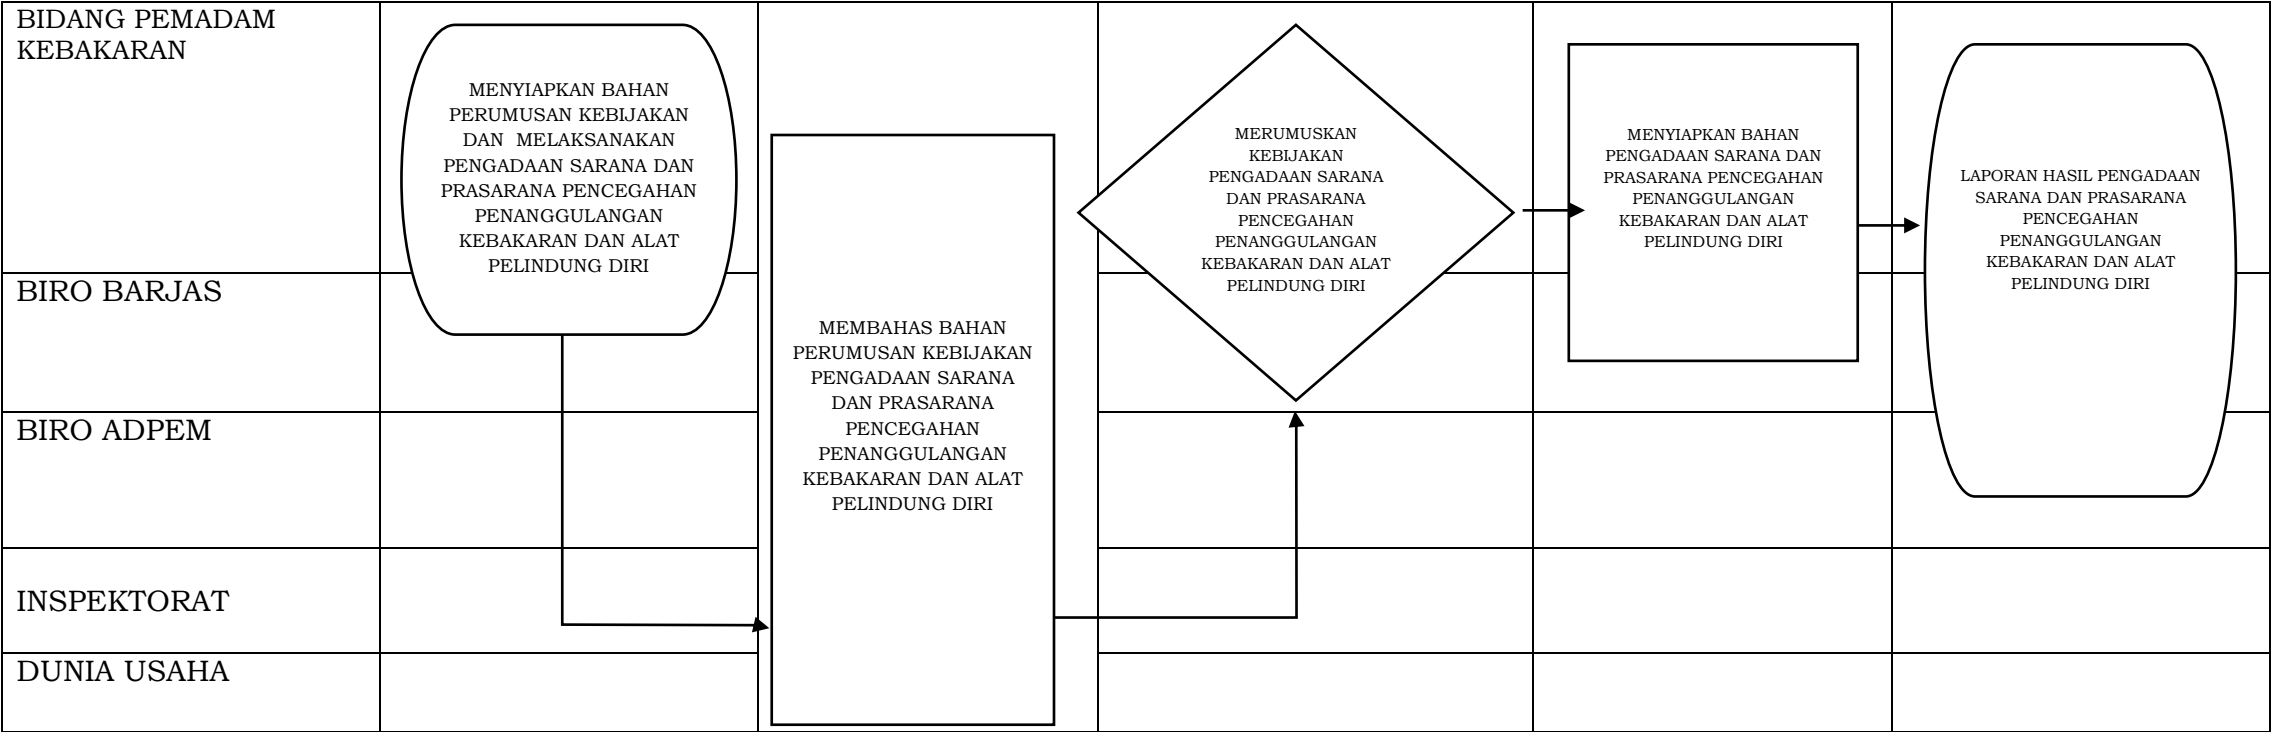 BIDANG PEMADAM
KEBAKARAN
MENYIAPKAN BAHAN
PERUMUSAN KEBIJAKAN
DAN MELAKSANAKAN
PENGADAAN SARANA DAN
PRASARANA PENCEGAHAN
PENANGGULANGAN
KEBAKARAN DAN ALAT
PELINDUNG DIRI
MEMBAHAS BAHAN
PERUMUSAN KEBIJAKAN
PENGADAAN SARANA
DAN PRASARANA
PENCEGAHAN
PENANGGULANGAN
KEBAKARAN DAN ALAT
PELINDUNG DIRI
MERUMUSKAN
KEBIJAKAN
PENGADAAN SARANA
DAN PRASARANA
PENCEGAHAN
PENANGGULANGAN
KEBAKARAN DAN ALAT
PELINDUNG DIRI
MENYIAPKAN BAHAN
PENGADAAN SARANA DAN
PRASARANA PENCEGAHAN
PENANGGULANGAN
KEBAKARAN DAN ALAT
PELINDUNG DIRI
LAPORAN HASIL PENGADAAN
SARANA DAN PRASARANA
PENCEGAHAN
PENANGGULANGAN
KEBAKARAN DAN ALAT
PELINDUNG DIRI
BIRO BARJAS
BIRO ADPEM
INSPEKTORAT
DUNIA USAHA